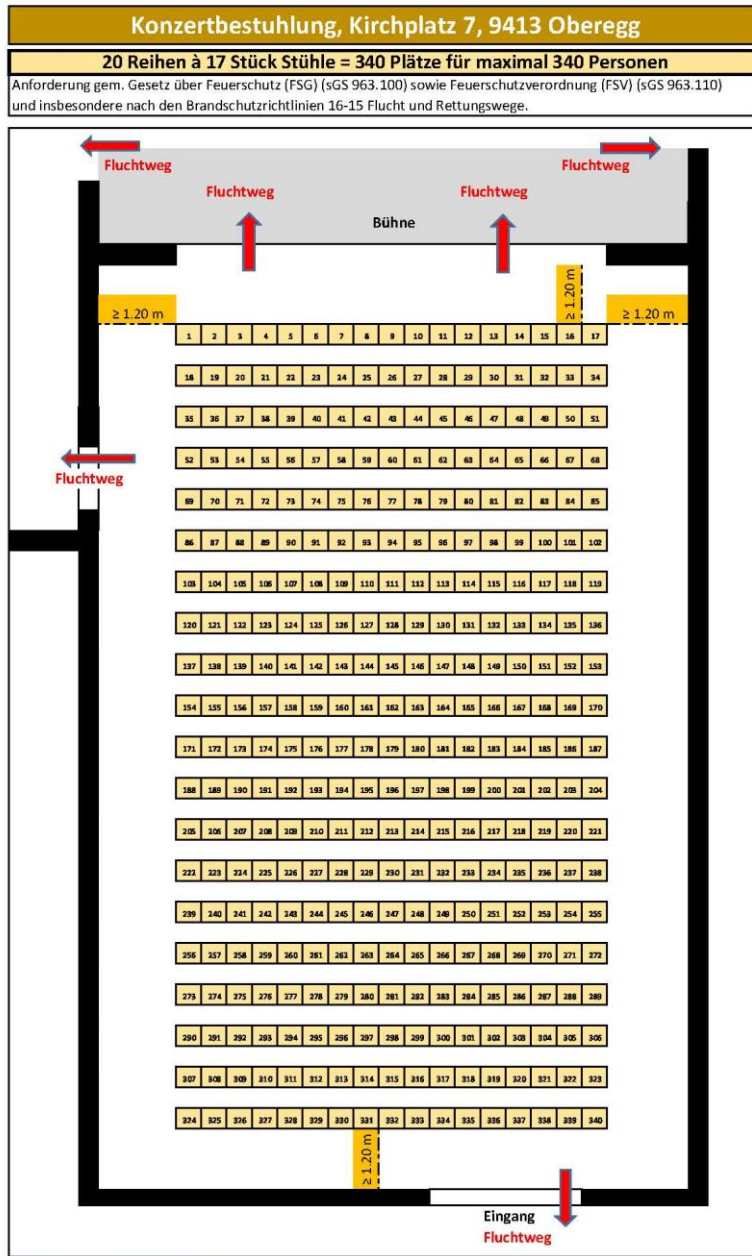 Konzertbestuhlung, Kirchplatz 7, 9413 Oberegg
20 Reihen à 17 Stück Stühle = 340 Plätze für maximal 340 Personen
Anforderung gem. Gesetz über Feuerschutz (FSG) (sGS 963.100) sowie Feuerschutzverordnung (FSV) (sGS 963.110)
und insbesondere nach den Brandschutzrichtlinien 16-15 Flucht und Rettungswege.
Fluchtweg Fluchtweg
Fluchtweg Fluchtweg
Bühne
≥ 1.20 m ≥ 1.20 m ≥ 1.20 m
1 2 3 4 5 6 7 8 9 10 11 12 13 14 15 16 17
18 19 20 21 22 23 24 25 26 27 28 29 30 31 32 33 34
35 36 37 38 39 40 41 42 43 44 45 46 47 48 49 50 51
52 53 54 55 56 57 58 59 60 61 62 63 64 65 66 67 68
Fluchtweg
69 70 71 72 73 74 75 76 77 78 79 80 81 82 83 84 85
86 87 88 89 90 91 92 93 94 95 96 97 98 99 100 101 102
103 104 105 106 107 108 109 110 111 112 113 114 115 116 117 118 119
120 121 122 123 124 125 126 127 128 129 130 131 132 133 134 135 136
137 138 139 140 141 142 143 144 145 146 147 148 149 150 151 152 153
154 155 156 157 158 159 160 161 162 163 164 165 166 167 168 169 170
171 172 173 174 175 176 177 178 179 180 181 182 183 184 185 186 187
188 189 190 191 192 193 194 195 196 197 198 199 200 201 202 203 204
205 206 207 208 209 210 211 212 213 214 215 216 217 218 219 220 221
222 223 224 225 226 227 228 229 230 231 232 233 234 235 236 237 238
239 240 241 242 243 244 245 246 247 248 249 250 251 252 253 254 255
256 257 258 259 260 261 262 263 264 265 266 267 268 269 270 271 272
273 274 275 276 277 278 279 280 281 282 283 284 285 286 287 288 289
290 291 292 293 294 295 296 297 298 299 300 301 302 303 304 305 306
307 308 309 310 311 312 313 314 315 316 317 318 319 320 321 322 323
324 325 326 327 328 329 330 331 332 333 334 335 336 337 338 339 340
≥ 1.20 m
Eingang
Fluchtweg